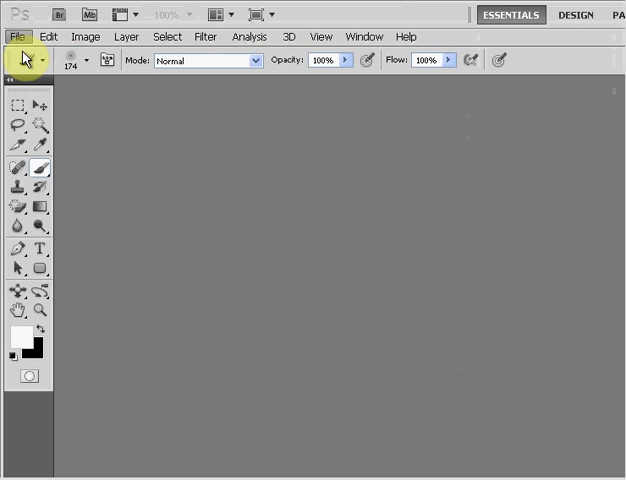 Ps Br Mb 100% ESSENTIALS DESIGN PA
File Edit Image Layer Select Filter Analysis 3D View Window Help
174 Mode: Normal Opacity: 100% Flow: 100%
T